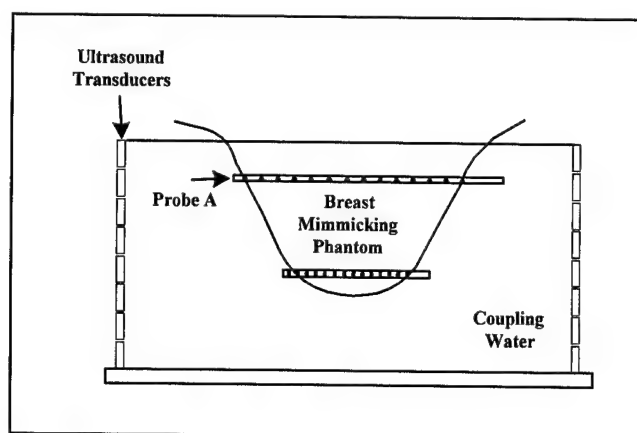 Ultrasound
Transducers
Probe A
Breast
Mimmicking
Phantom
Coupling
Water